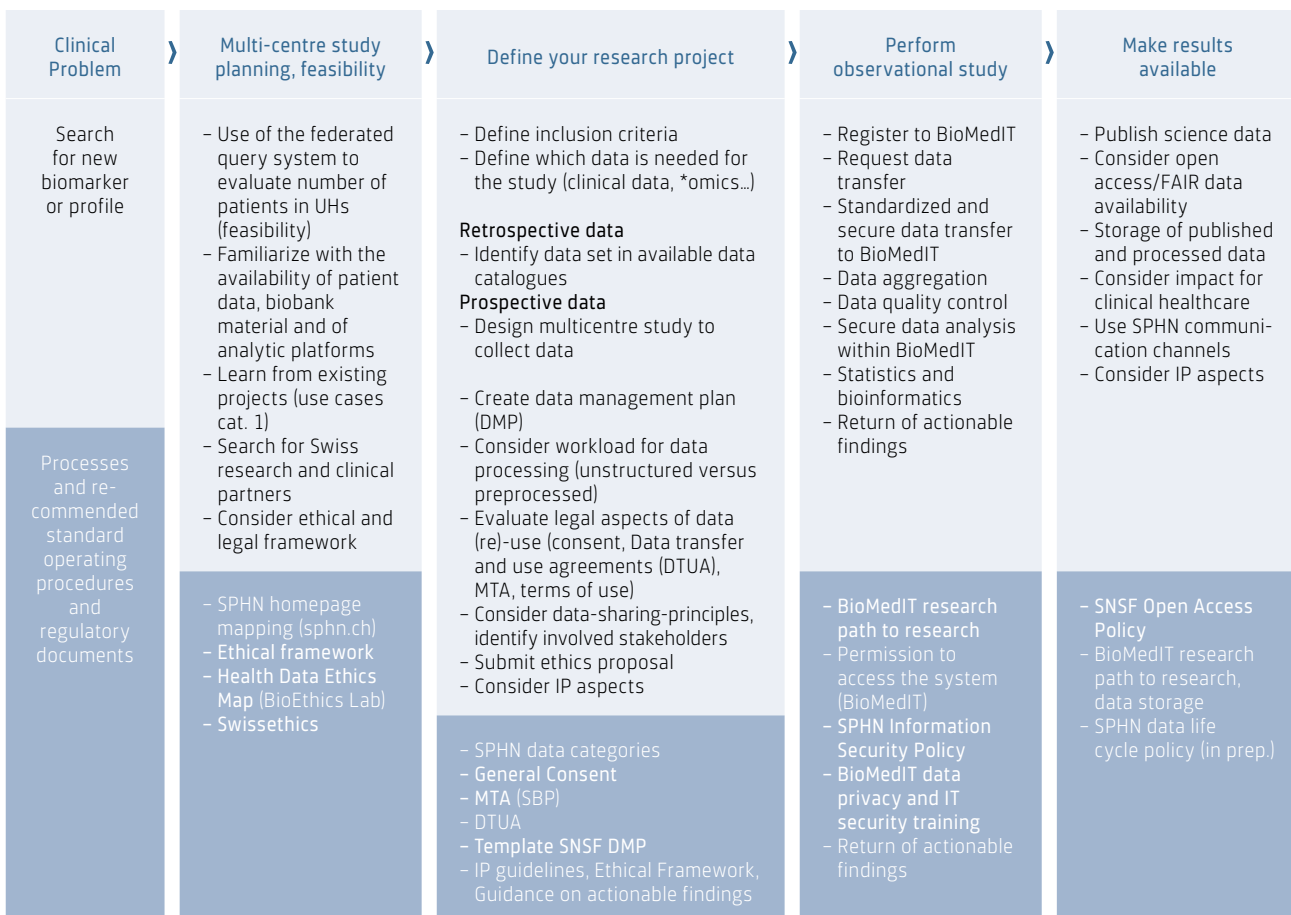 Clinical
Problem
❯
Multi-centre study
planning, feasibility
❯
Define your research project
❯
Perform
observational study
❯
Make results
available
Search
for new
biomarker
or profile
Processes
and re-
commended
standard
operating
procedures
and
regulatory
documents
– Use of the federated
query system to
evaluate number of
patients in UHs
(feasibility)
– Familiarize with the
availability of patient
data, biobank
material and of
analytic platforms
– Learn from existing
projects (use cases
cat. 1)
– Search for Swiss
research and clinical
partners
– Consider ethical and
legal framework
– SPHN homepage
mapping (sphn.ch)
– Ethical framework
– Health Data Ethics
Map (BioEthics Lab)
– Swissethics
– Define inclusion criteria
– Define which data is needed for
the study (clinical data, *omics…)
Retrospective data
– Identify data set in available data
catalogues
Prospective data
– Design multicentre study to
collect data
– Create data management plan
(DMP)
– Consider workload for data
processing (unstructured versus
preprocessed)
– Evaluate legal aspects of data
(re)-use (consent, Data transfer
and use agreements (DTUA),
MTA, terms of use)
– Consider data-sharing-principles,
identify involved stakeholders
– Submit ethics proposal
– Consider IP aspects
– SPHN data categories
– General Consent
– MTA (SBP)
– DTUA
– Template SNSF DMP
– IP guidelines, Ethical Framework,
Guidance on actionable findings
– Register to BioMedIT
– Request data
transfer
– Standardized and
secure data transfer
to BioMedIT
– Data aggregation
– Data quality control
– Secure data analysis
within BioMedIT
– Statistics and
bioinformatics
– Return of actionable
findings
– BioMedIT research
path to research
– Permission to
access the system
(BioMedIT)
– SPHN Information
Security Policy
– BioMedIT data
privacy and IT
security training
– Return of actionable
findings
– Publish science data
– Consider open
access/FAIR data
availability
– Storage of published
and processed data
– Consider impact for
clinical healthcare
– Use SPHN communi-
cation channels
– Consider IP aspects
– SNSF Open Access
Policy
– BioMedIT research
path to research,
data storage
– SPHN data life
cycle policy (in prep.)